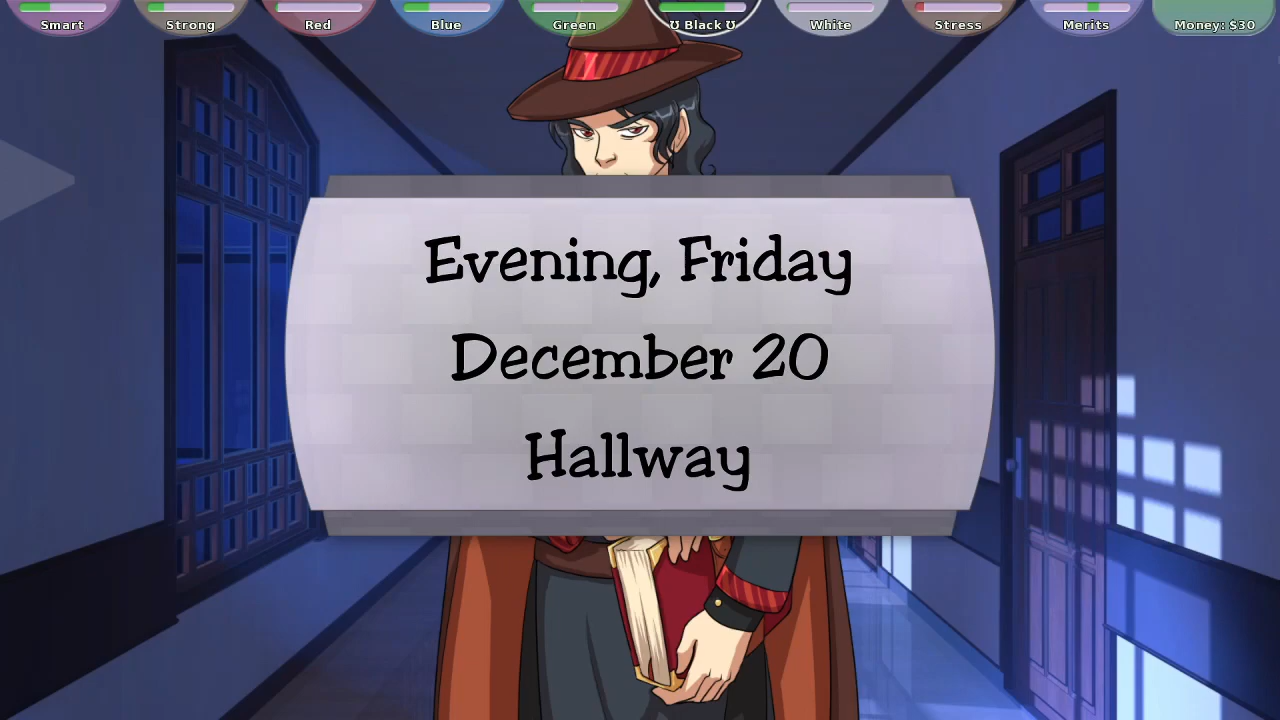 Smart Strong Red Blue Green ʊ Black ʊ White Stress Merits Money: $30
Evening, Friday
December 20
Hallway